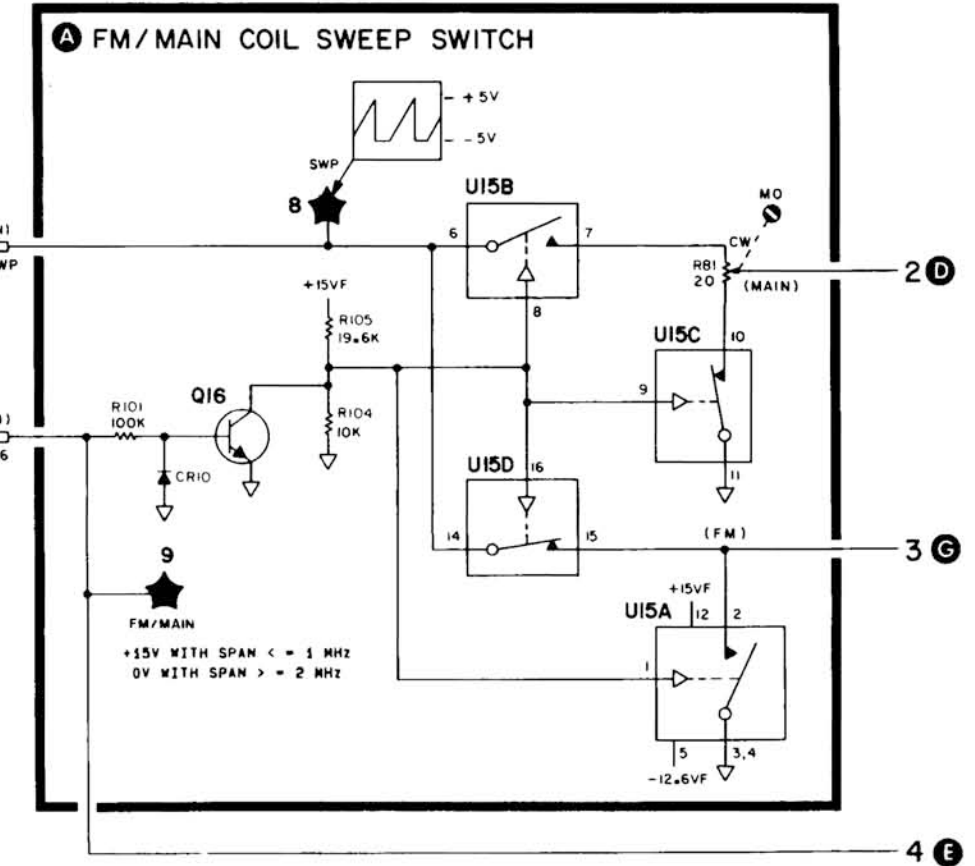 A FM/MAIN COIL SWEEP SWITCH
+5V
-5V
SWP
8
U15B
MO
6
7
CW
2 D
R81
20
(MAIN)
+15VF
8
R105
19.6K
U15C
10
Q16
9
R101
100K
R104
10K
U15D
16
11
CR10
14
15
(FM)
3 G
9
+15VF
U15A
12
2
FM/MAIN
+15V WITH SPAN < = 1 MHz
0V WITH SPAN > = 2 MHz
1
5
3,4
-12.6VF
4 E